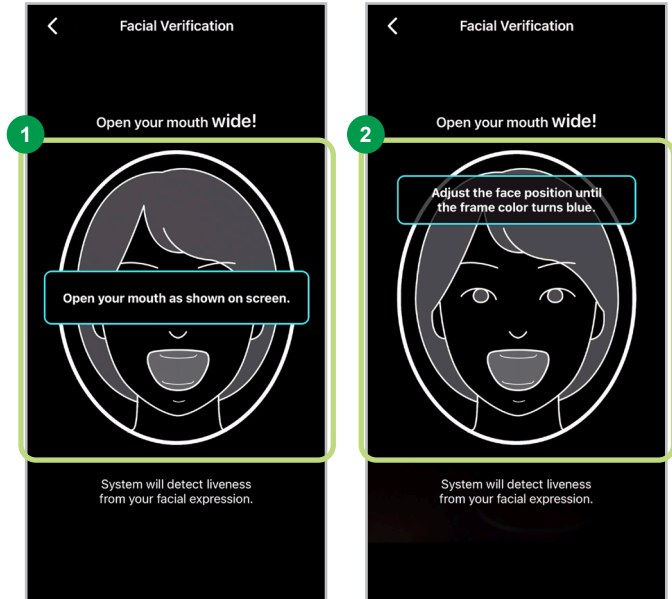 Facial Verification
Open your mouth wide!
1
Open your mouth as shown on screen.
System will detect liveness
from your facial expression.
Facial Verification
Open your mouth wide!
2
Adjust the face position until
the frame color turns blue.
System will detect liveness
from your facial expression.